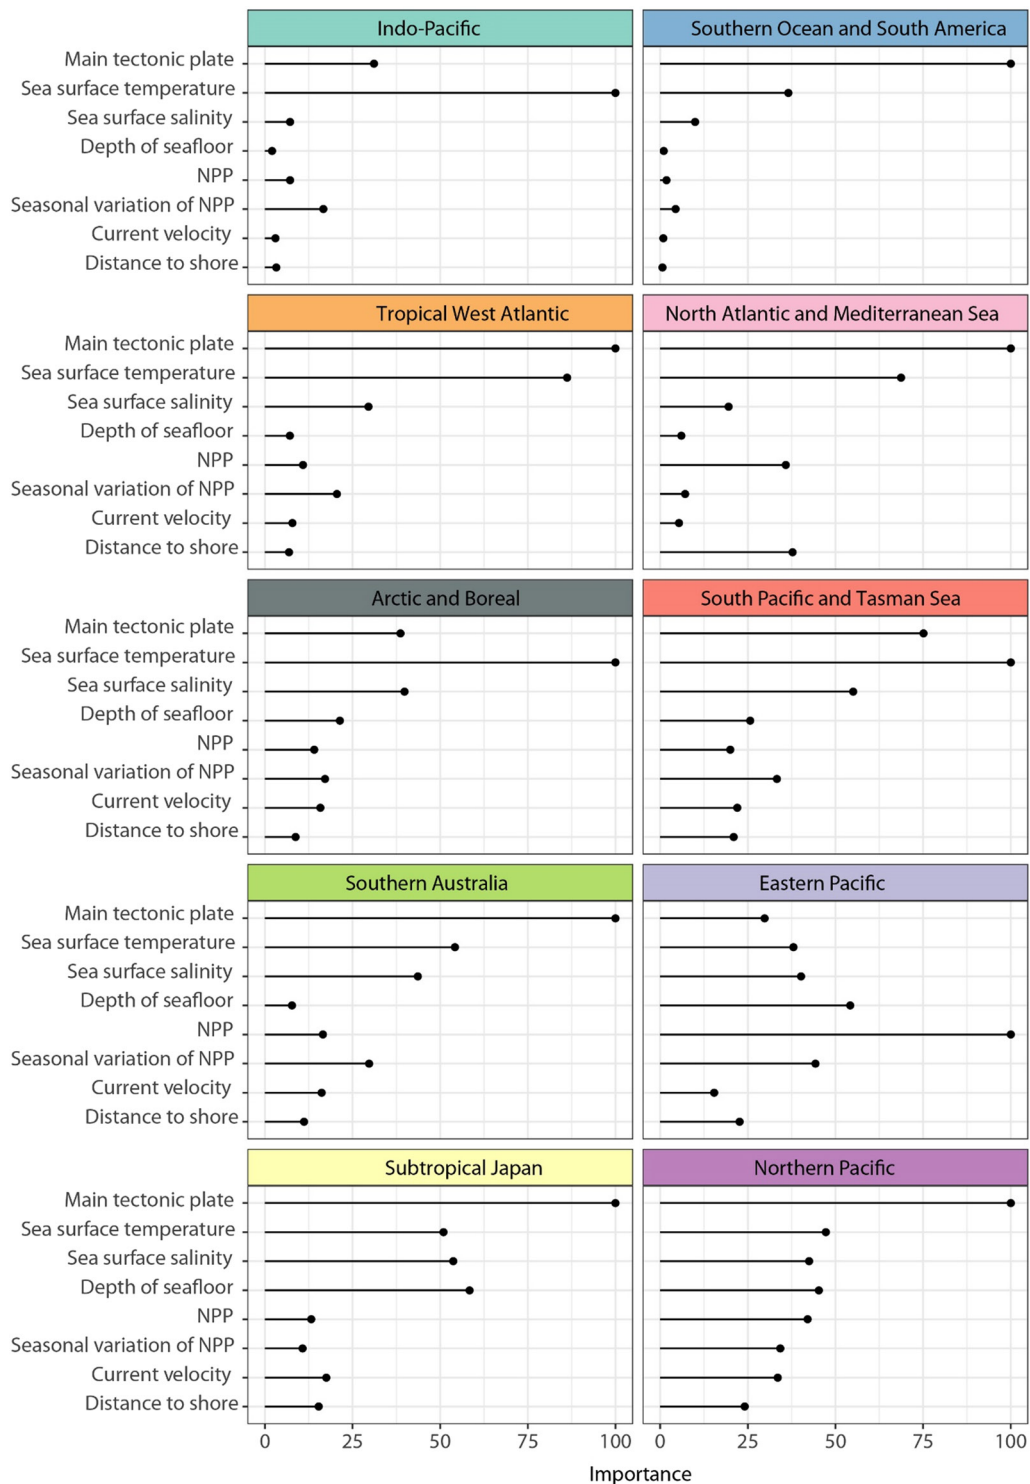 Indo-Pacific
Southern Ocean and South America
Main tectonic plate
Sea surface temperature
Sea surface salinity
Depth of seafloor
NPP
Seasonal variation of NPP
Current velocity
Distance to shore
Tropical West Atlantic
North Atlantic and Mediterranean Sea
Main tectonic plate
Sea surface temperature
Sea surface salinity
Depth of seafloor
NPP
Seasonal variation of NPP
Current velocity
Distance to shore
Arctic and Boreal
South Pacific and Tasman Sea
Main tectonic plate
Sea surface temperature
Sea surface salinity
Depth of seafloor
NPP
Seasonal variation of NPP
Current velocity
Distance to shore
Southern Australia
Eastern Pacific
Main tectonic plate
Sea surface temperature
Sea surface salinity
Depth of seafloor
NPP
Seasonal variation of NPP
Current velocity
Distance to shore
Subtropical Japan
Northern Pacific
Main tectonic plate
Sea surface temperature
Sea surface salinity
Depth of seafloor
NPP
Seasonal variation of NPP
Current velocity
Distance to shore
0 25 50 75 100 0 25 50 75 100
Importance